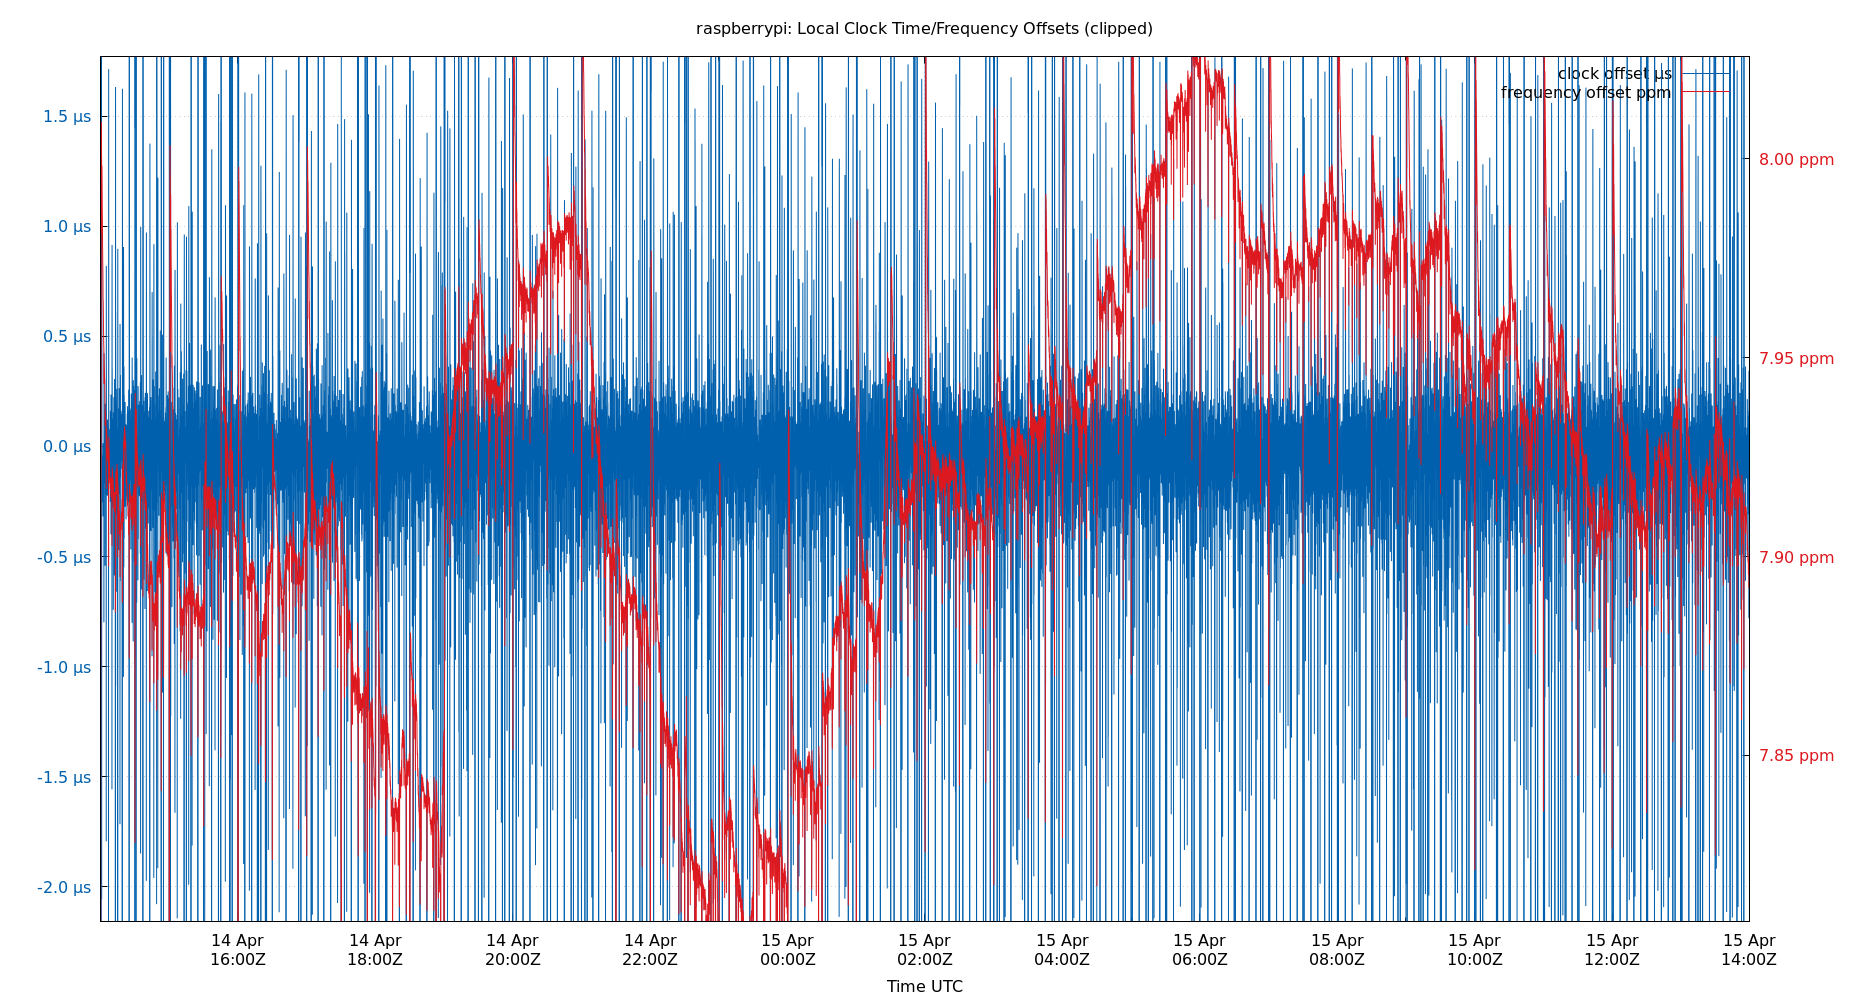 raspberrypi: Local Clock Time/Frequency Offsets (clipped)
clock offset µs
frequency offset ppm
1.5 µs
1.0 µs
0.5 µs
0.0 µs
-0.5 µs
-1.0 µs
-1.5 µs
-2.0 µs
8.00 ppm
7.95 ppm
7.90 ppm
7.85 ppm
14 Apr 14 Apr 14 Apr 14 Apr 15 Apr 15 Apr 15 Apr 15 Apr 15 Apr 15 Apr 15 Apr 15 Apr
16:00Z 18:00Z 20:00Z 22:00Z 00:00Z 02:00Z 04:00Z 06:00Z 08:00Z 10:00Z 12:00Z 14:00Z
Time UTC